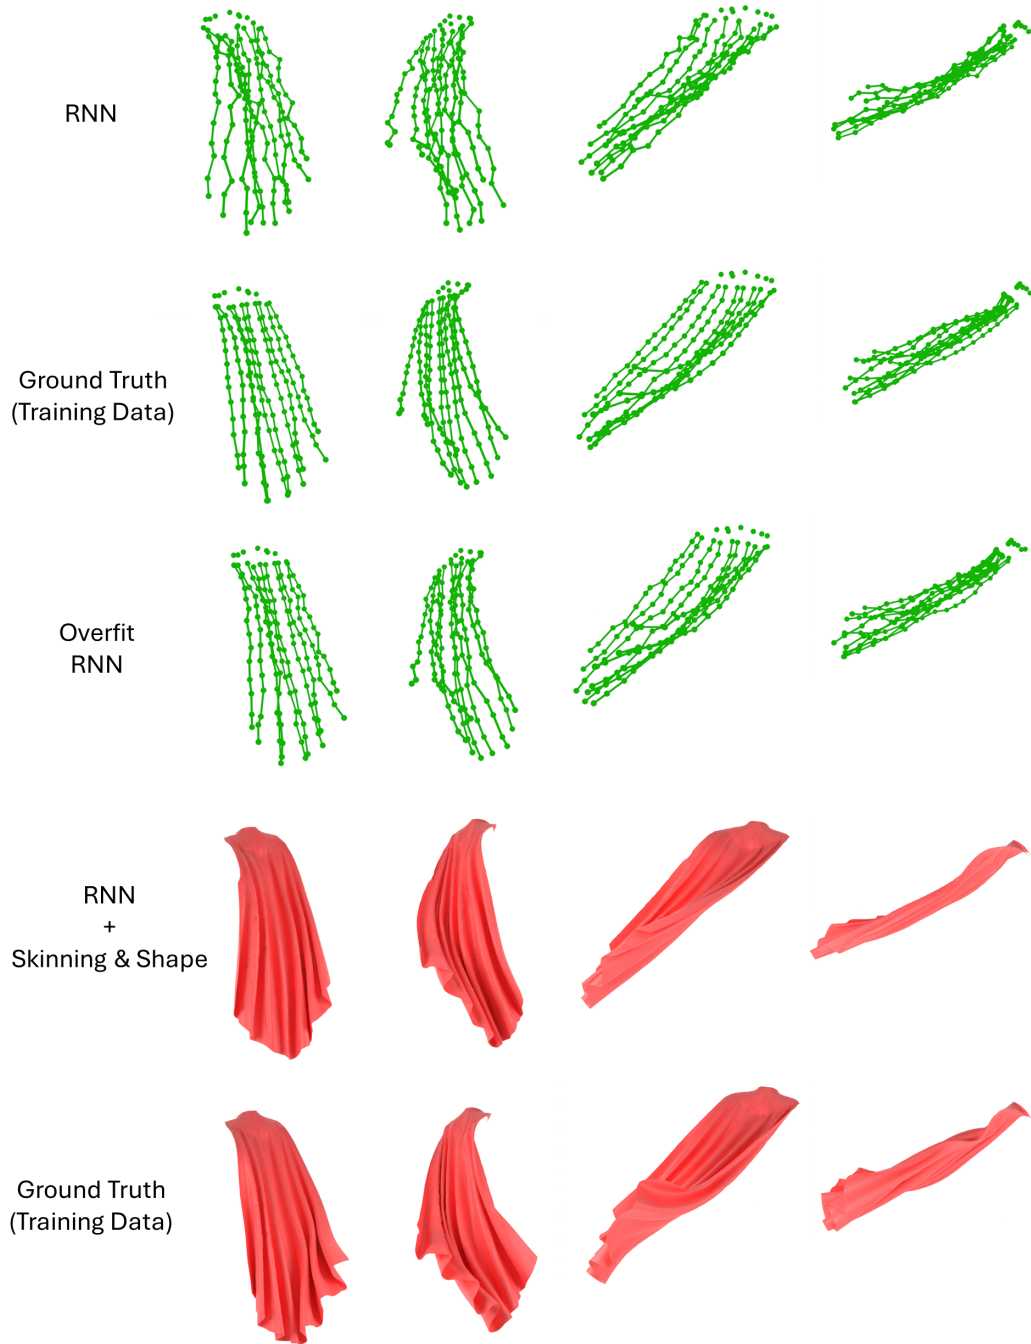 RNN
Ground Truth
(Training Data)
Overfit
RNN
RNN
+
Skinning & Shape
Ground Truth
(Training Data)